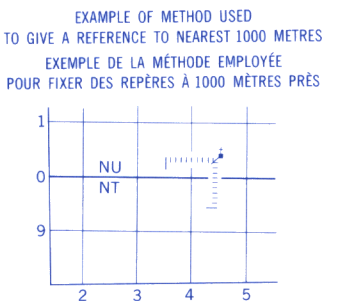 EXAMPLE OF METHOD USED
TO GIVE A REFERENCE TO NEAREST 1000 METRES
EXEMPLE DE LA MÉTHODE EMPLOYÉE
POUR FIXER DES REPÈRES À 1000 MÈTRES PRÈS
1
NU
0
NT
9
2 3 4 5